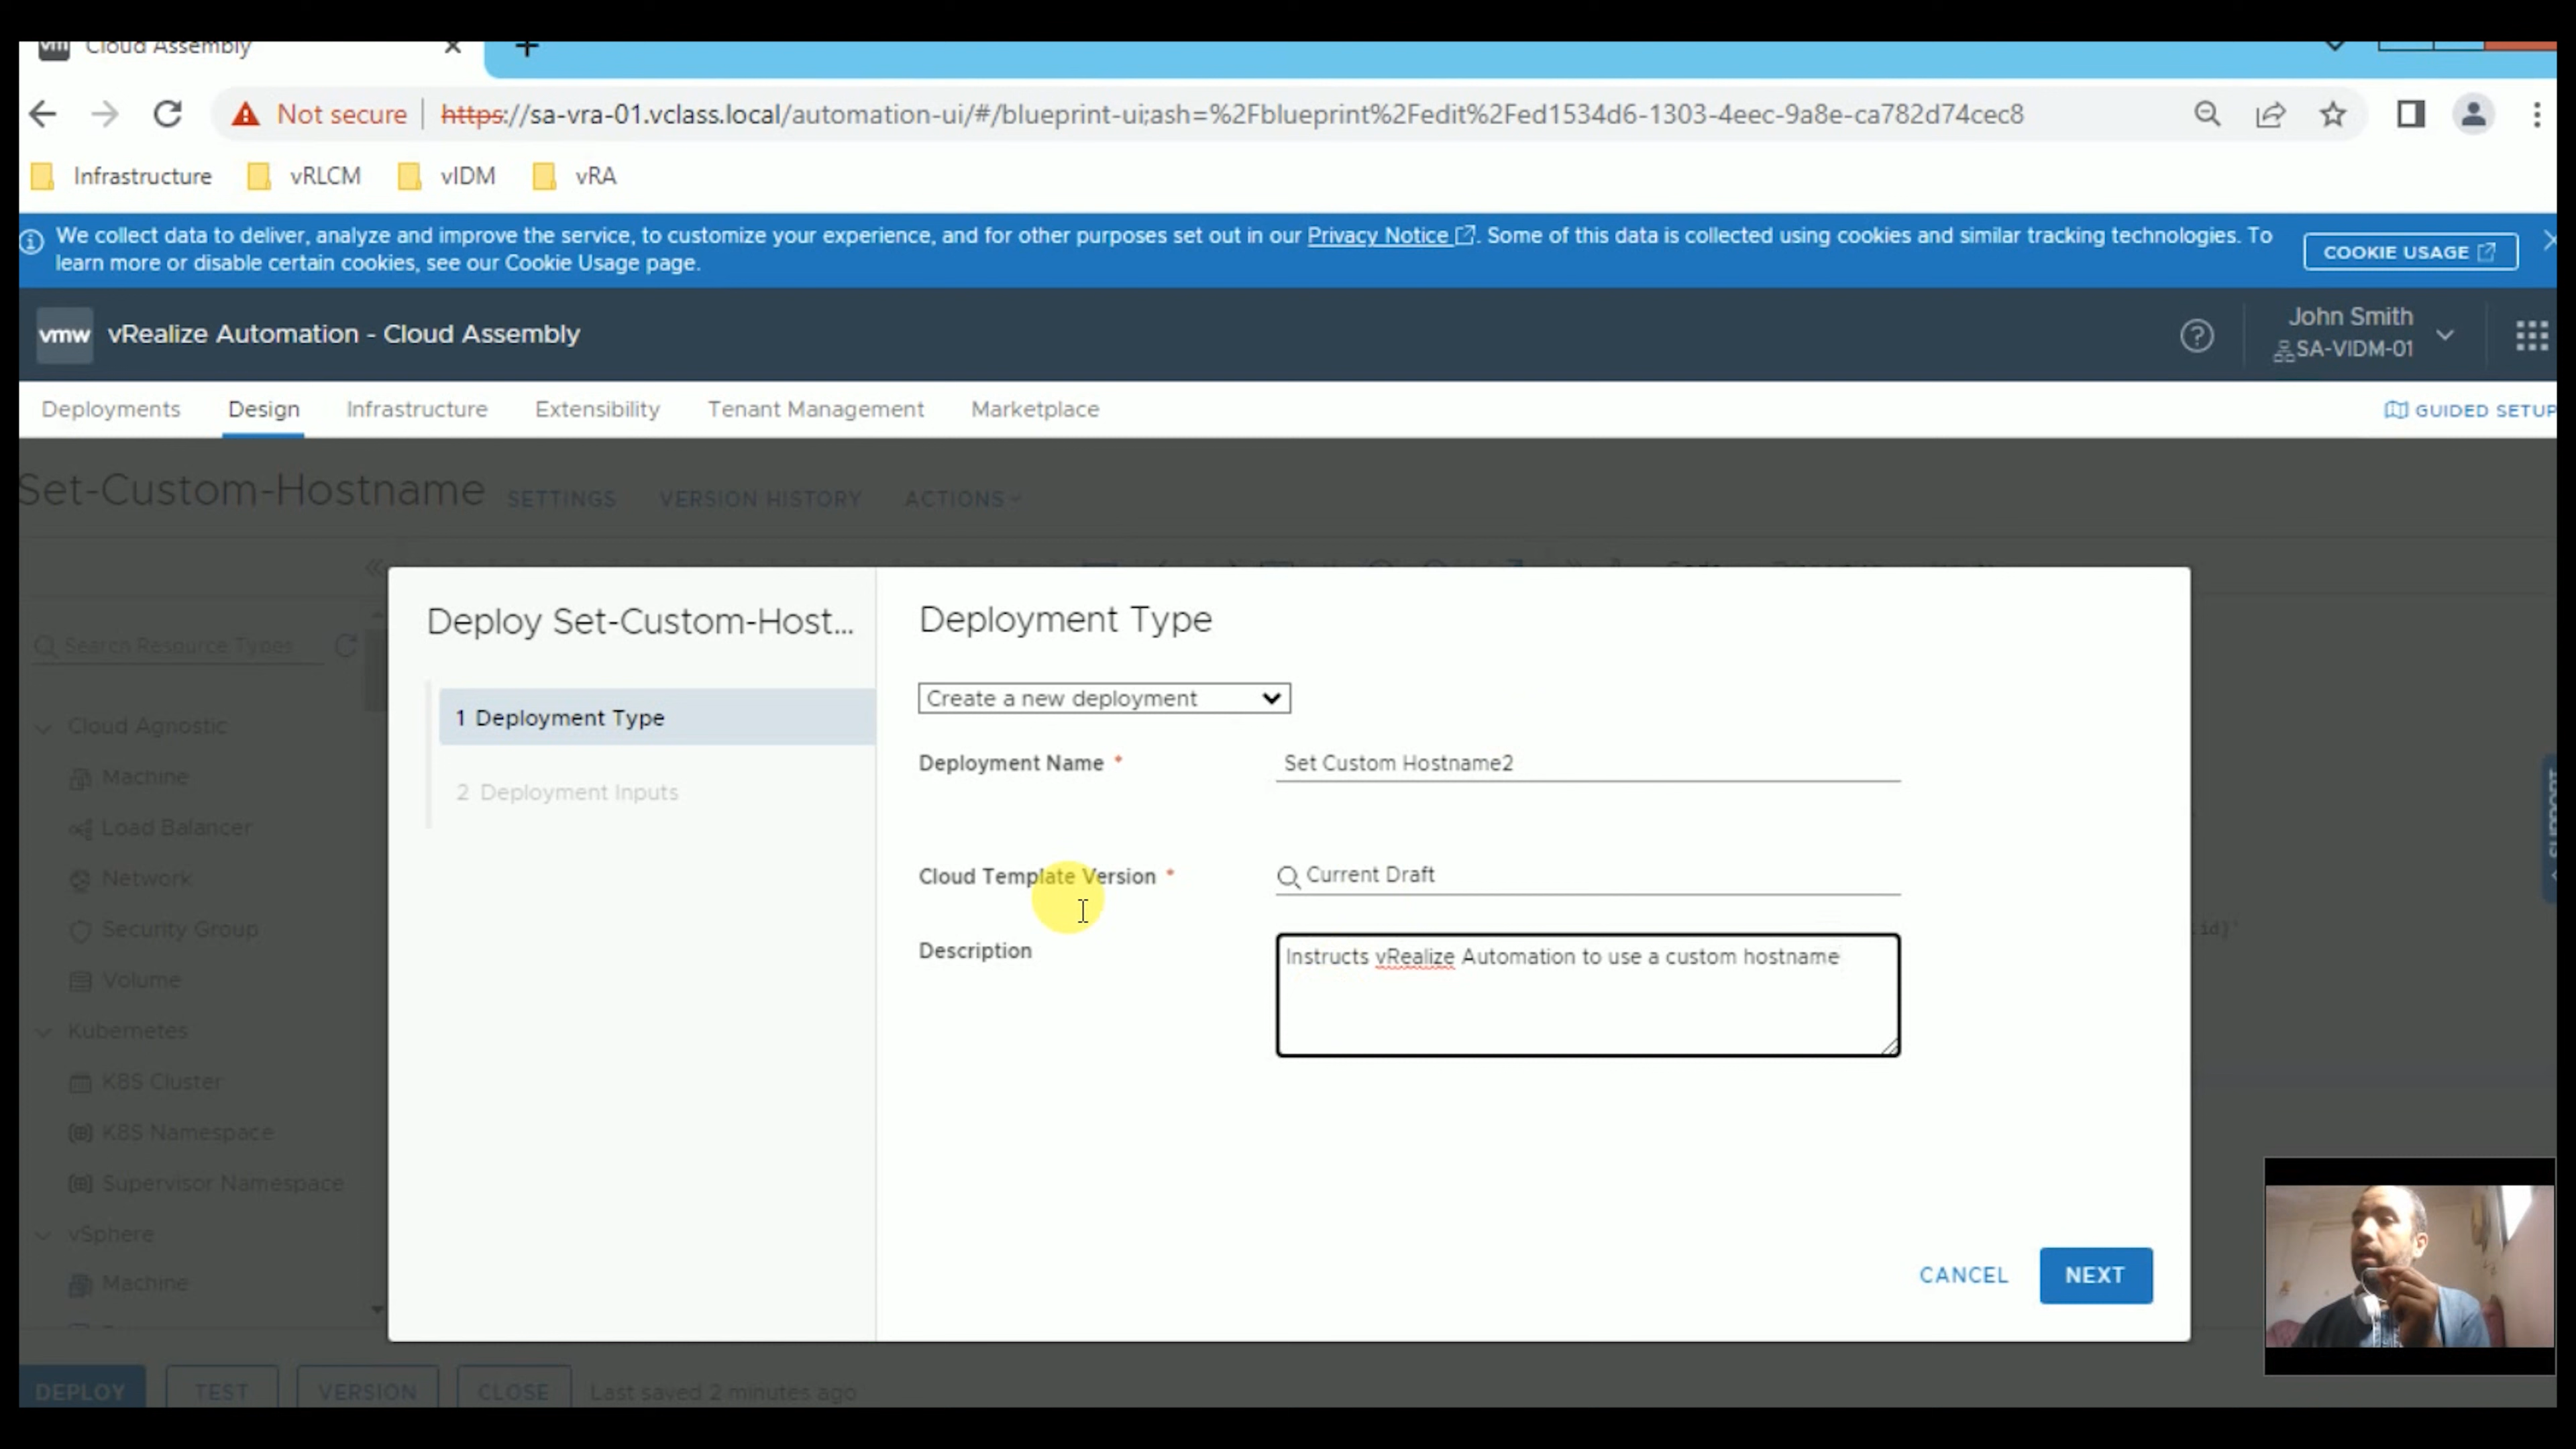 Cloud Assembly
Not secure https://sa-vra-01.vclass.local/automation-ui/#/blueprint-ui;ash=%2Fblueprint%2Fedit%2Fed1534d6-1303-4eec-9a8e-ca782d74cec8
Infrastructure vRLCM vIDM vRA
We collect data to deliver, analyze and improve the service, to customize your experience, and for other purposes set out in our Privacy Notice. Some of this data is collected using cookies and similar tracking technologies. To
learn more or disable certain cookies, see our Cookie Usage page.
COOKIE USAGE
vmw vRealize Automation - Cloud Assembly
John Smith
SA-VIDM-01
Deployments Design Infrastructure Extensibility Tenant Management Marketplace
GUIDED SETUP
Set-Custom-Hostname SETTINGS VERSION HISTORY ACTIONS
Search Resource Types
Cloud Agnostic
Machine
Load Balancer
Network
Security Group
Volume
Kubernetes
K8S Cluster
K8S Namespace
Supervisor Namespace
vSphere
Machine
Deploy Set-Custom-Host...
1 Deployment Type
2 Deployment Inputs
Deployment Type
Create a new deployment
Deployment Name * Set Custom Hostname2
Cloud Template Version * Current Draft
Description
Instructs vRealize Automation to use a custom hostname
CANCEL NEXT
SUPPORT
DEPLOY TEST VERSION CLOSE Last saved 2 minutes ago